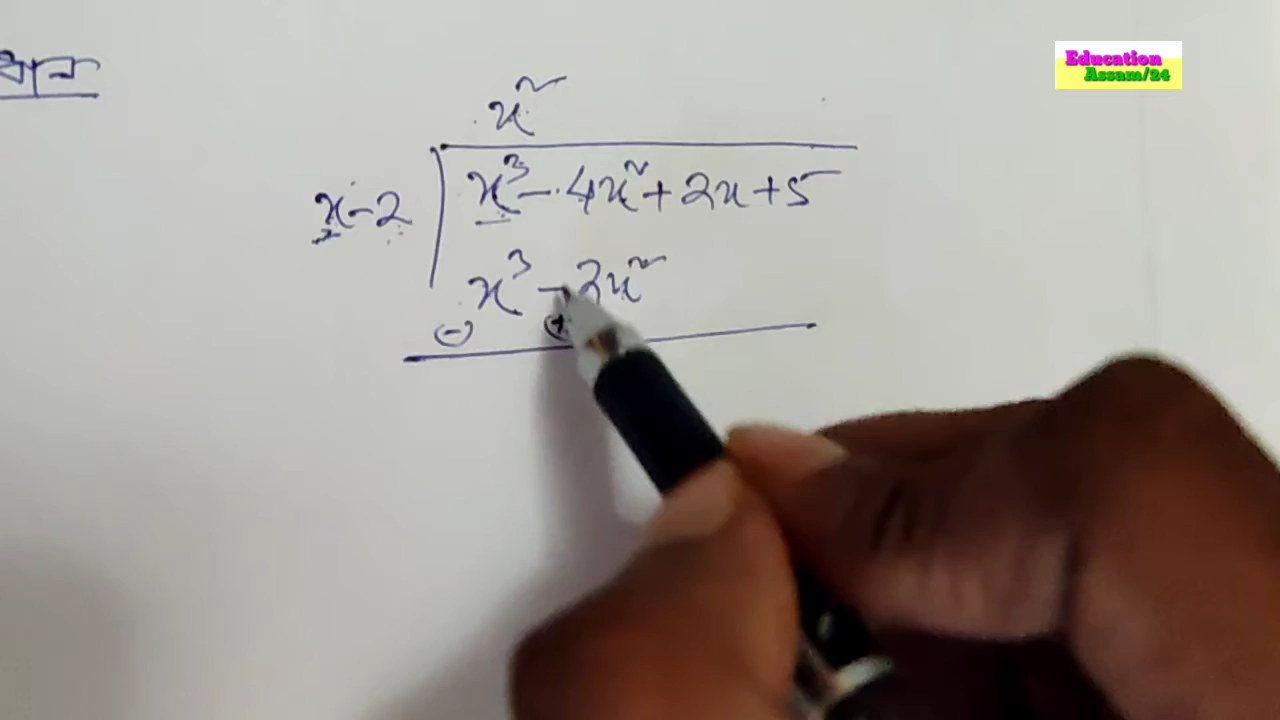 Education
Assam/24
x²
x-2 x³ - 4x² + 2x + 5
x³ - 2x²
(-) (+)